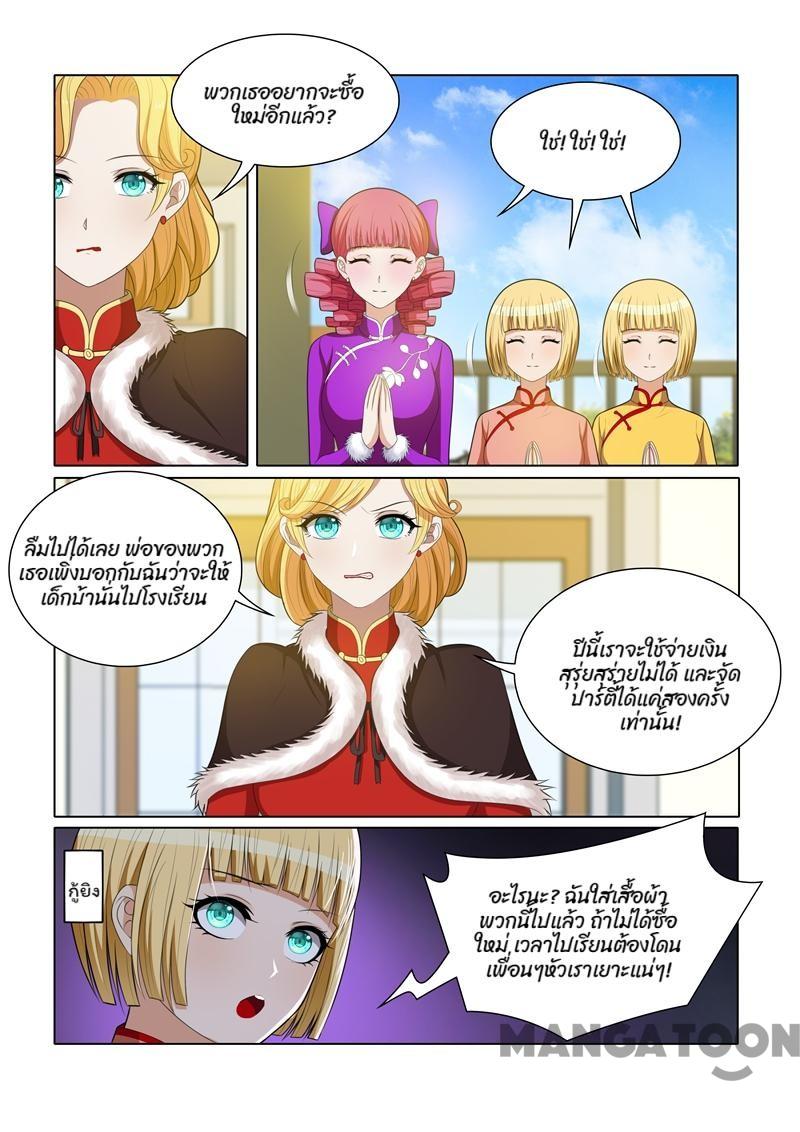 พวกเธออยากจะซื้อ
ใหม่อีกแล้ว?
ใช่! ใช่! ใช่!
ลืมไปได้เลย พ่อของพวก
เธอเพิ่งบอกกับฉันว่าจะให้
เด็กบ้านั่นไปโรงเรียน
ปีนี้เราจะใช้จ่ายเงิน
สุรุ่ยสุร่ายไม่ได้ และจัด
ปาร์ตี้ได้แค่สองครั้ง
เท่านั้น!
กู้ยิง
อะไรนะ? ฉันใส่เสื้อผ้า
พวกนี้ไปแล้ว ถ้าไม่ได้ซื้อ
ใหม่ เวลาไปเรียนต้องโดน
เพื่อนๆหัวเราเยาะแน่ๆ!
MANGATOON